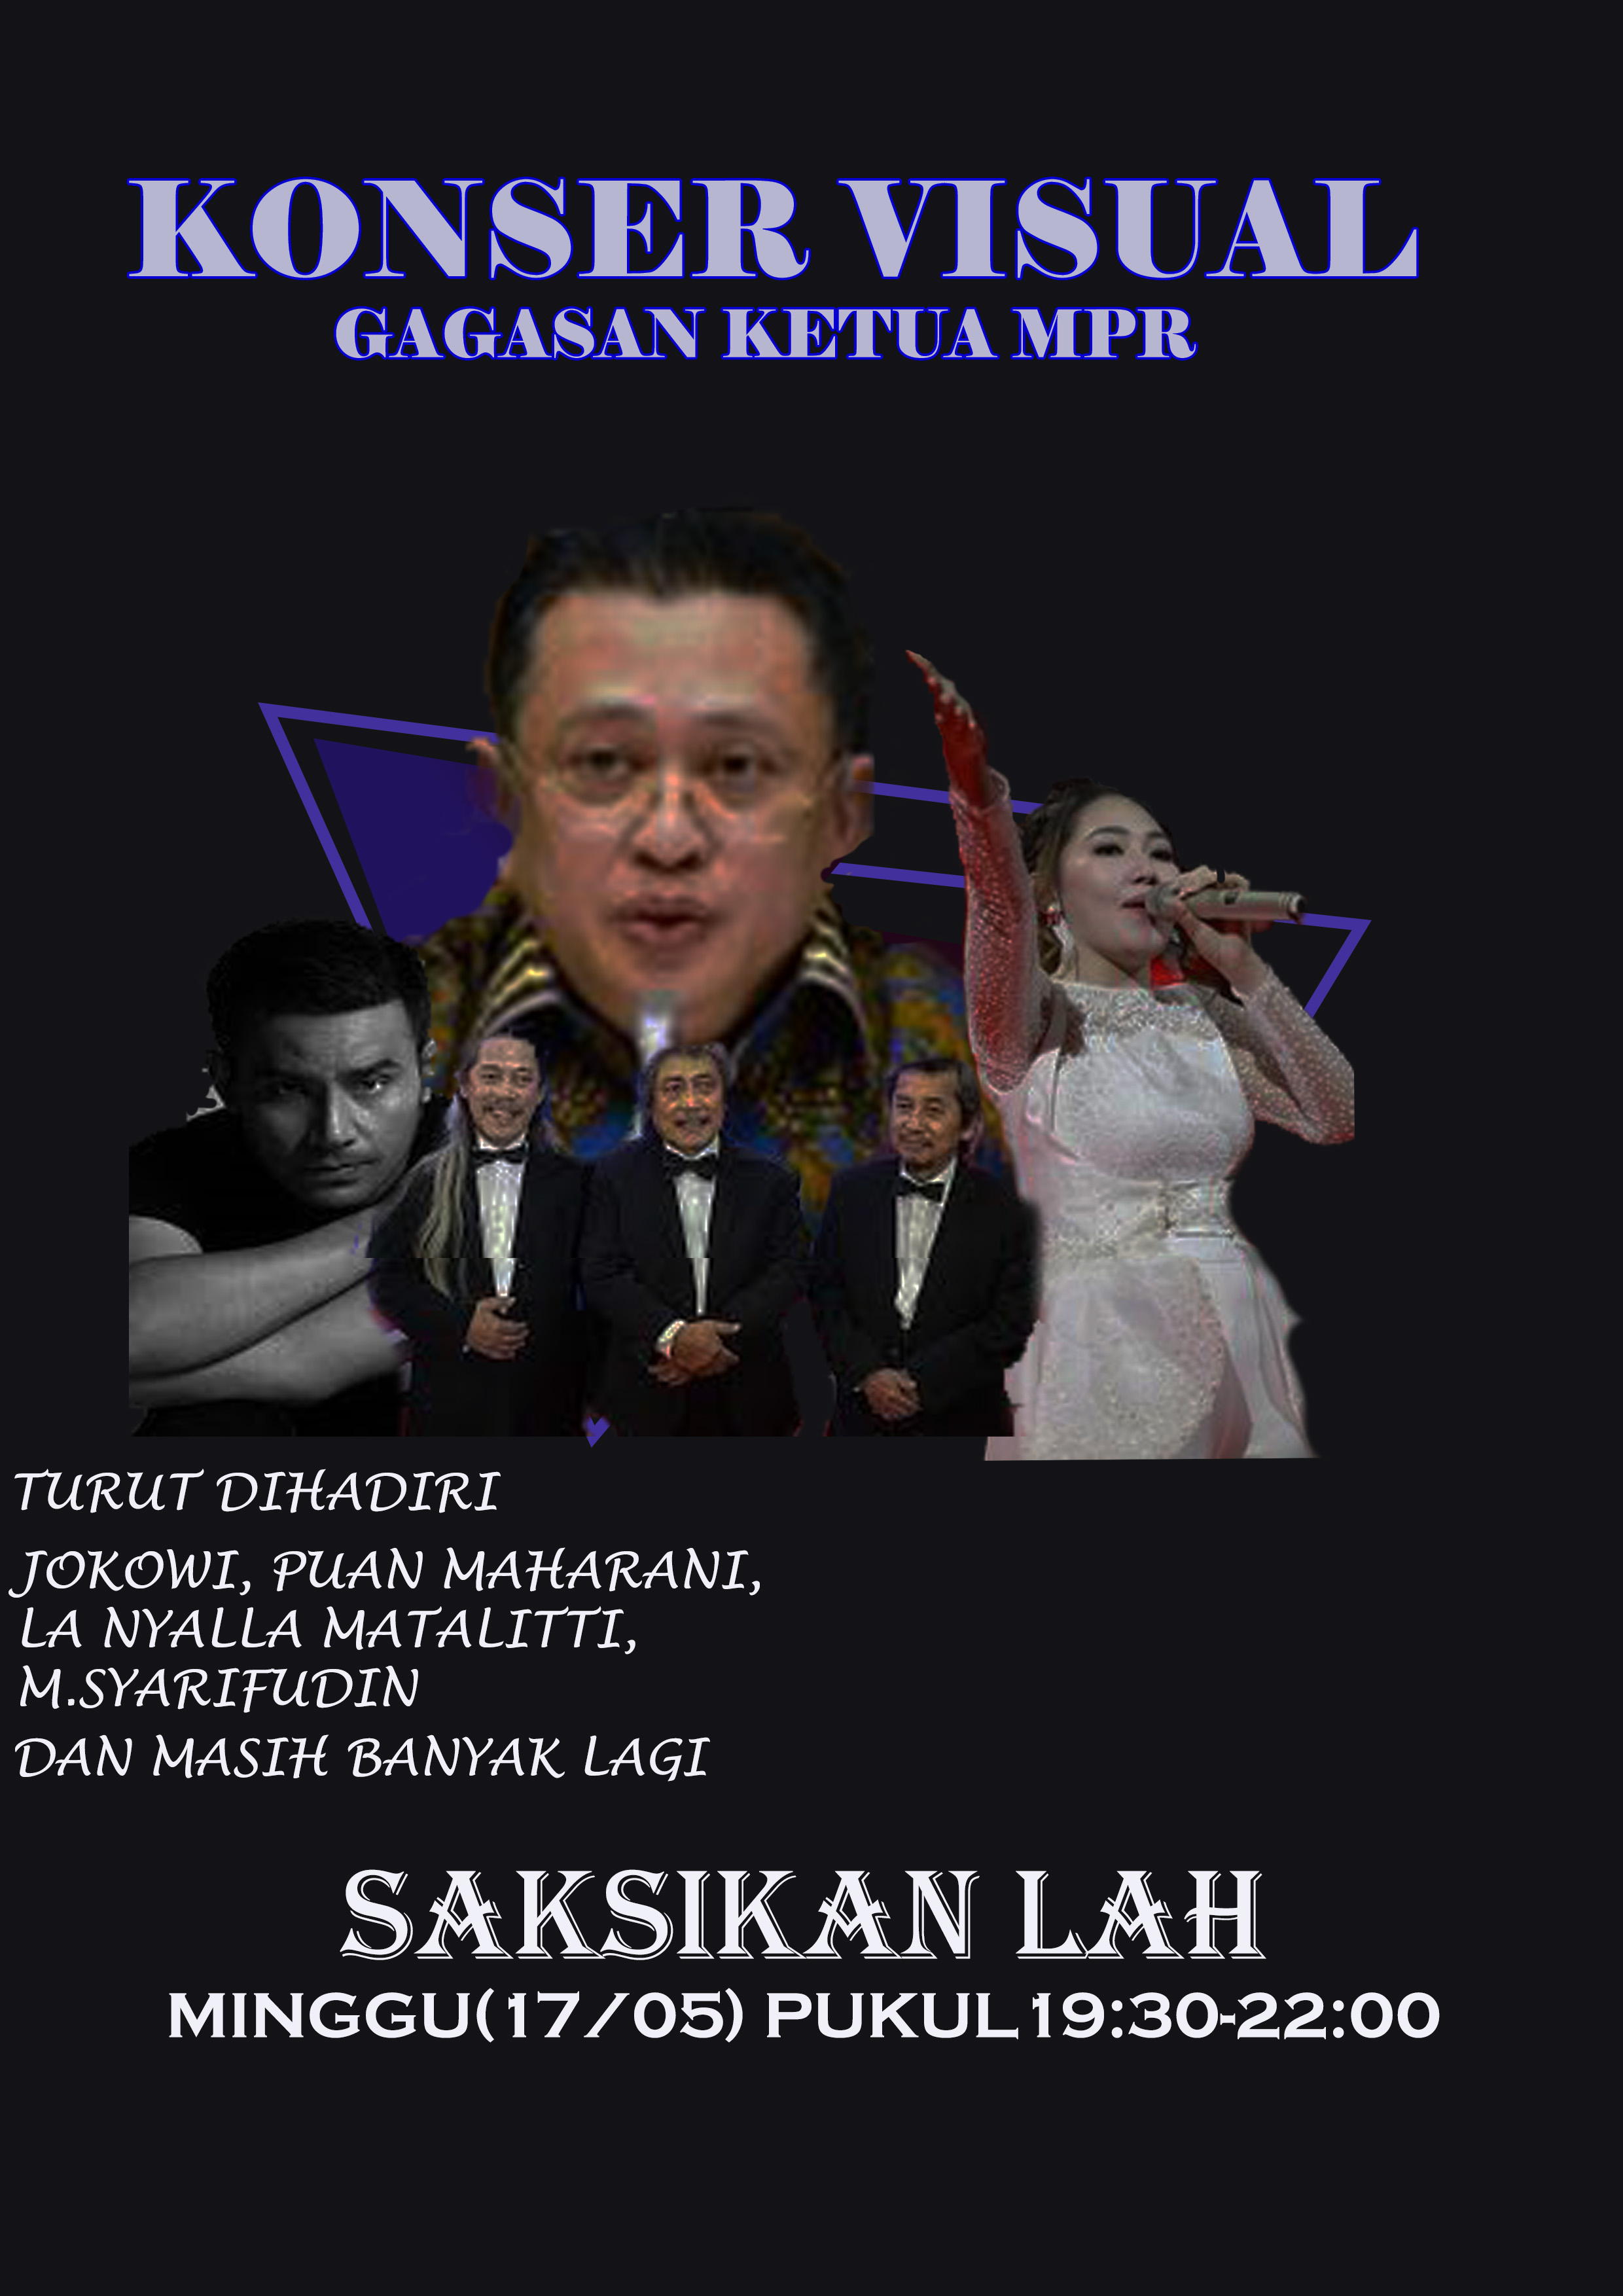 KONSER VISUAL
GAGASAN KETUA MPR
TURUT DIHADIRI
JOKOWI, PUAN MAHARANI,
LA NYALLA MATALITTI,
M.SYARIFUDIN
DAN MASIH BANYAK LAGI
SAKSIKAN LAH
MINGGU(17/05) PUKUL 19:30-22:00